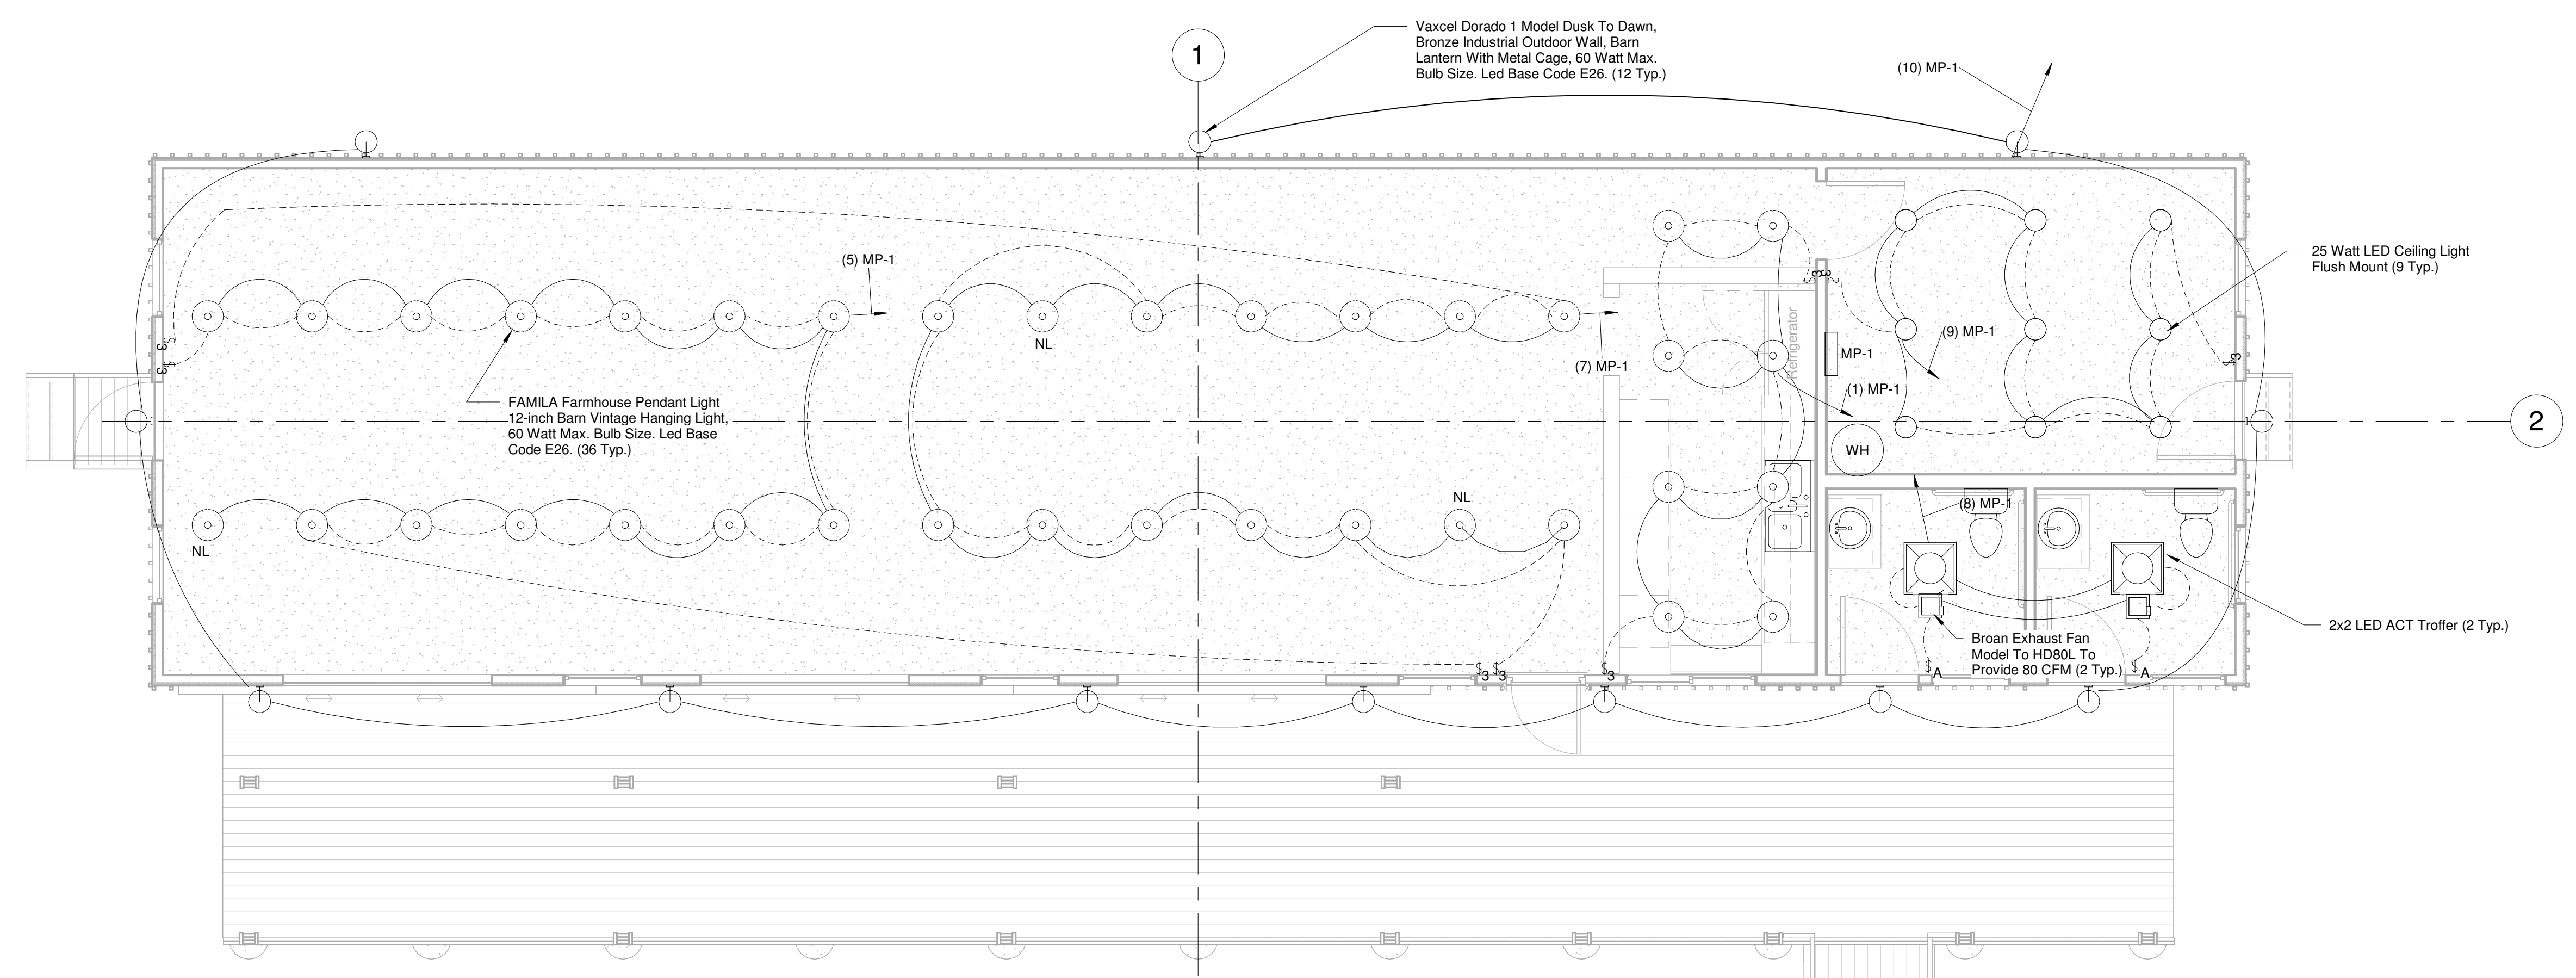 Vaxcel Dorado 1 Model Dusk To Dawn,
Bronze Industrial Outdoor Wall, Barn
Lantern With Metal Cage, 60 Watt Max.
Bulb Size. Led Base Code E26. (12 Typ.)
1
(10) MP-1
(5) MP-1
25 Watt LED Ceiling Light
Flush Mount (9 Typ.)
$3
$3
$3
$3
$3
NL
Refrigerator
(9) MP-1
MP-1
(7) MP-1
(1) MP-1
FAMILA Farmhouse Pendant Light
12-inch Barn Vintage Hanging Light,
60 Watt Max. Bulb Size. Led Base
Code E26. (36 Typ.)
2
WH
NL
NL
(8) MP-1
2x2 LED ACT Troffer (2 Typ.)
Broan Exhaust Fan
Model To HD80L To
Provide 80 CFM (2 Typ.)
$3
$3
$3
$A
$A